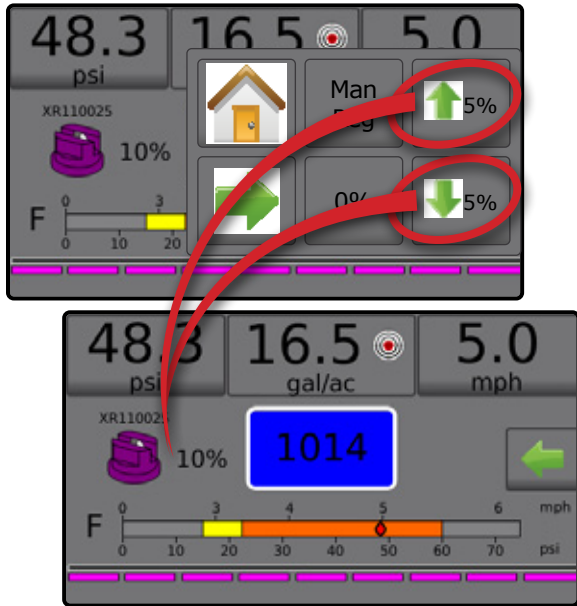 48.3 16.5 5.0
psi
XR110025
Man
5%
10%
0% 5%
F
0 3
0 10 20
48.3 16.5 5.0
psi gal/ac mph
XR110025
10%
1014
F
0 3 4 5 6 mph
0 10 20 30 40 50 60 70 psi